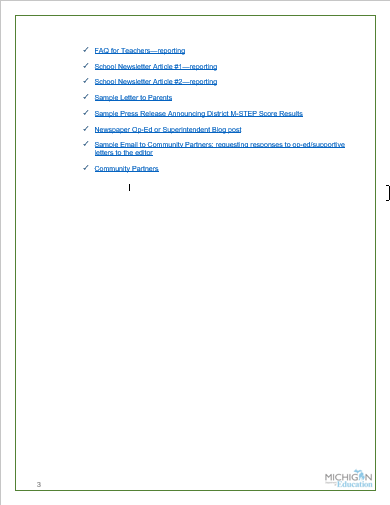 ✓ FAQ for Teachers—reporting
✓ School Newsletter Article #1—reporting
✓ School Newsletter Article #2—reporting
✓ Sample Letter to Parents
✓ Sample Press Release Announcing District M-STEP Score Results
✓ Newspaper Op-Ed or Superintendent Blog post
✓ Sample Email to Community Partners: requesting responses to op-ed/supportive
letters to the editor
✓ Community Partners
3
MICHIGAN
Education